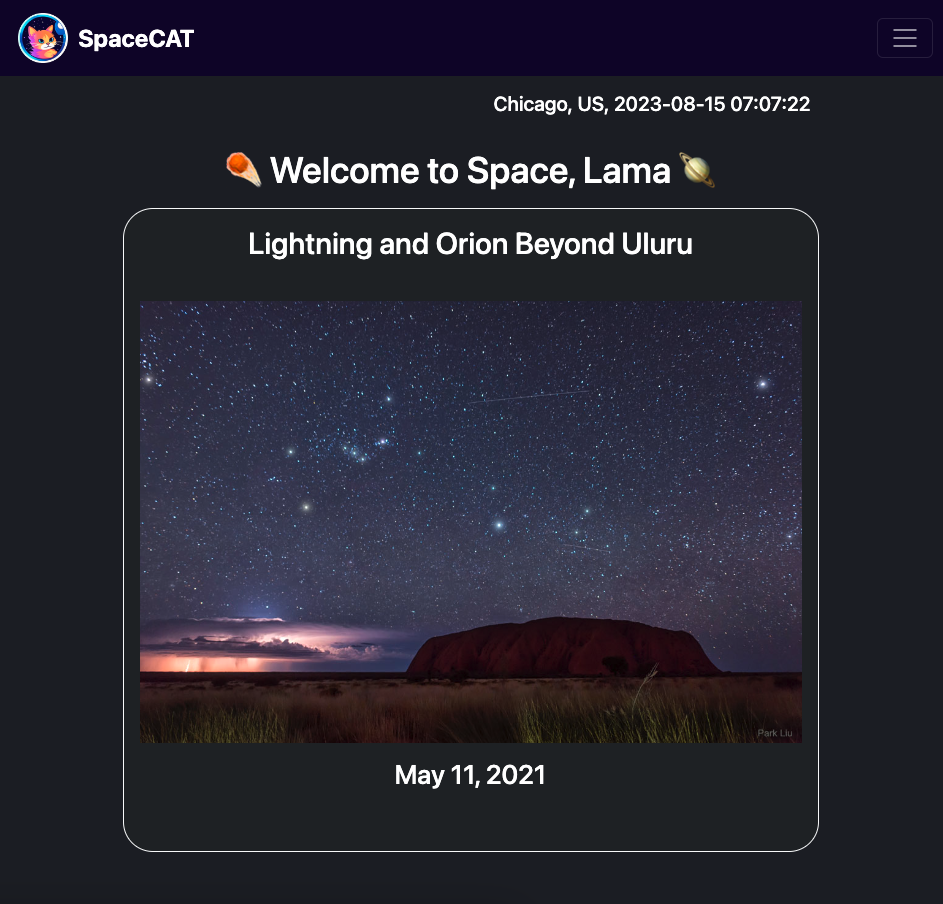 SpaceCAT
Chicago, US, 2023-08-15 07:07:22
Welcome to Space, Lama
Lightning and Orion Beyond Uluru
Park Liu
May 11, 2021